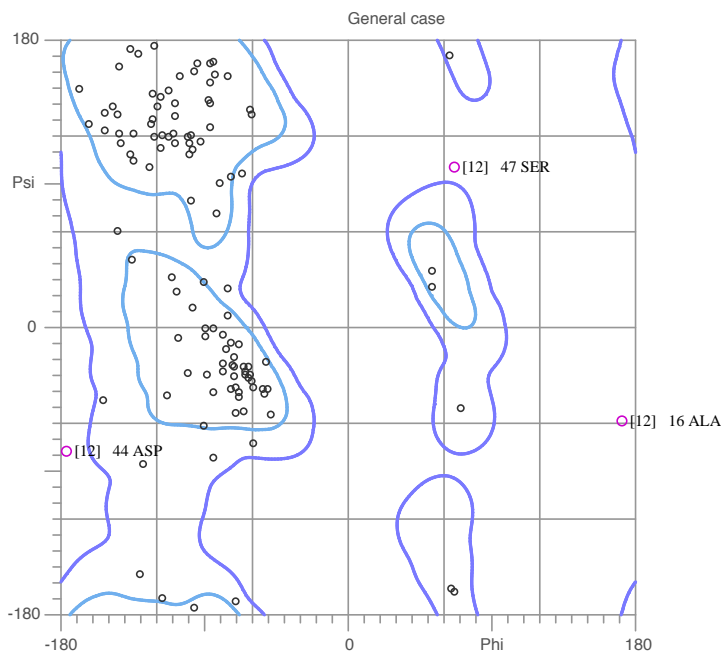 General case
180
[12] 47 SER
Psi
0
[12] 16 ALA
[12] 44 ASP
-180
-180 0 Phi 180